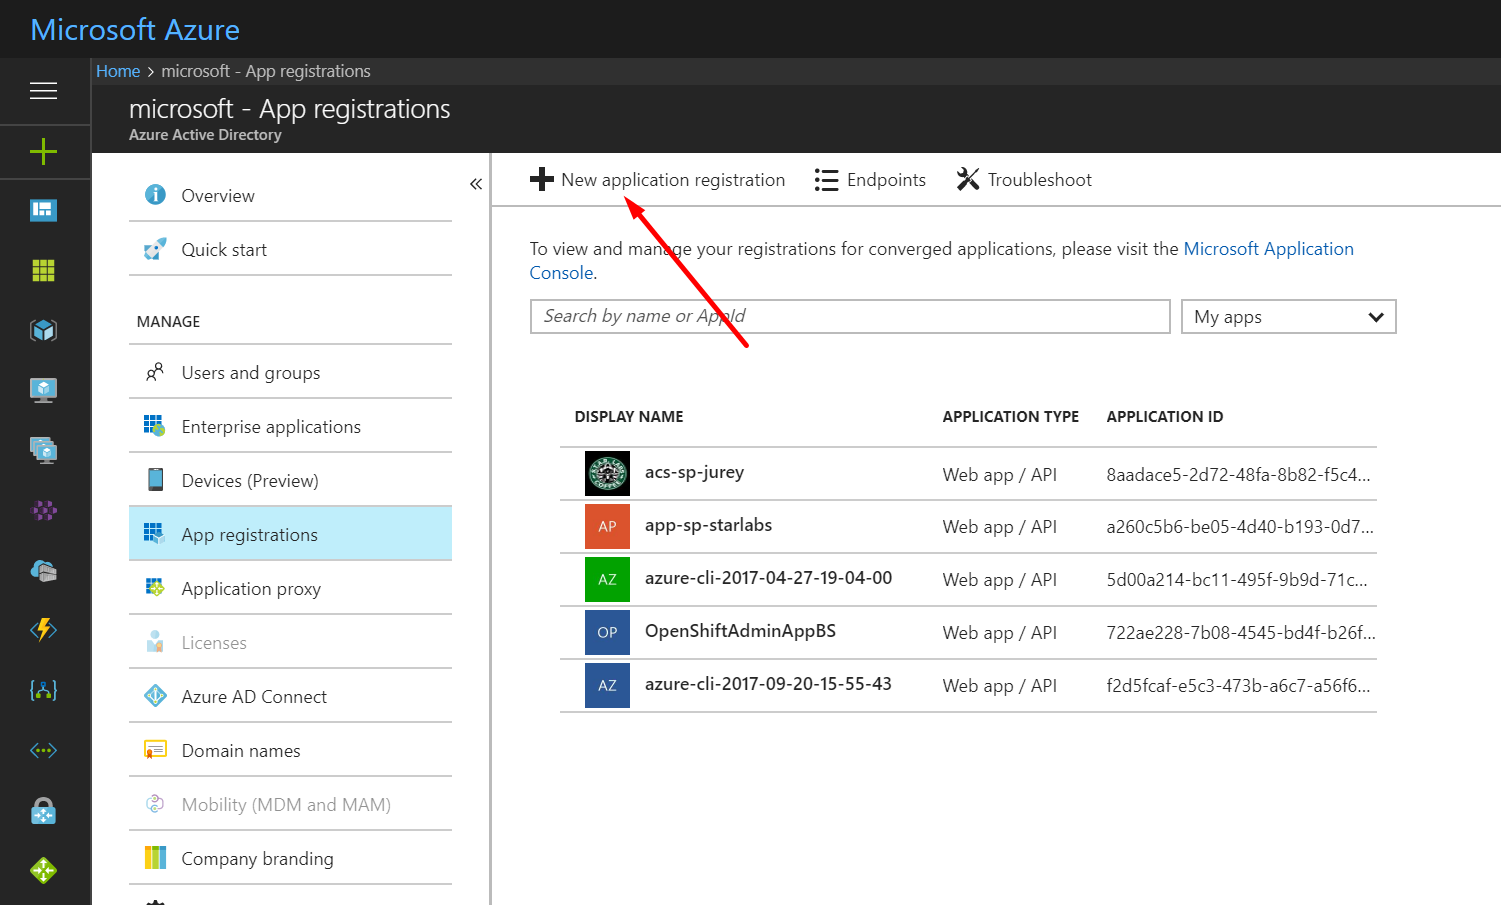 Microsoft Azure
Home > microsoft - App registrations
microsoft - App registrations
Azure Active Directory
Overview
Quick start
MANAGE
Users and groups
Enterprise applications
Devices (Preview)
App registrations
Application proxy
Licenses
Azure AD Connect
Domain names
Mobility (MDM and MAM)
Company branding
«
New application registration
Endpoints
Troubleshoot
To view and manage your registrations for converged applications, please visit the Microsoft Application
Console.
Search by name or AppId
My apps
DISPLAY NAME APPLICATION TYPE APPLICATION ID
acs-sp-jurey Web app / API 8aadace5-2d72-48fa-8b82-f5c4...
AP app-sp-starlabs Web app / API a260c5b6-be05-4d40-b193-0d7...
AZ azure-cli-2017-04-27-19-04-00 Web app / API 5d00a214-bc11-495f-9b9d-71c...
OP OpenShiftAdminAppBS Web app / API 722ae228-7b08-4545-bd4f-b26f...
AZ azure-cli-2017-09-20-15-55-43 Web app / API f2d5fcaf-e5c3-473b-a6c7-a56f6...